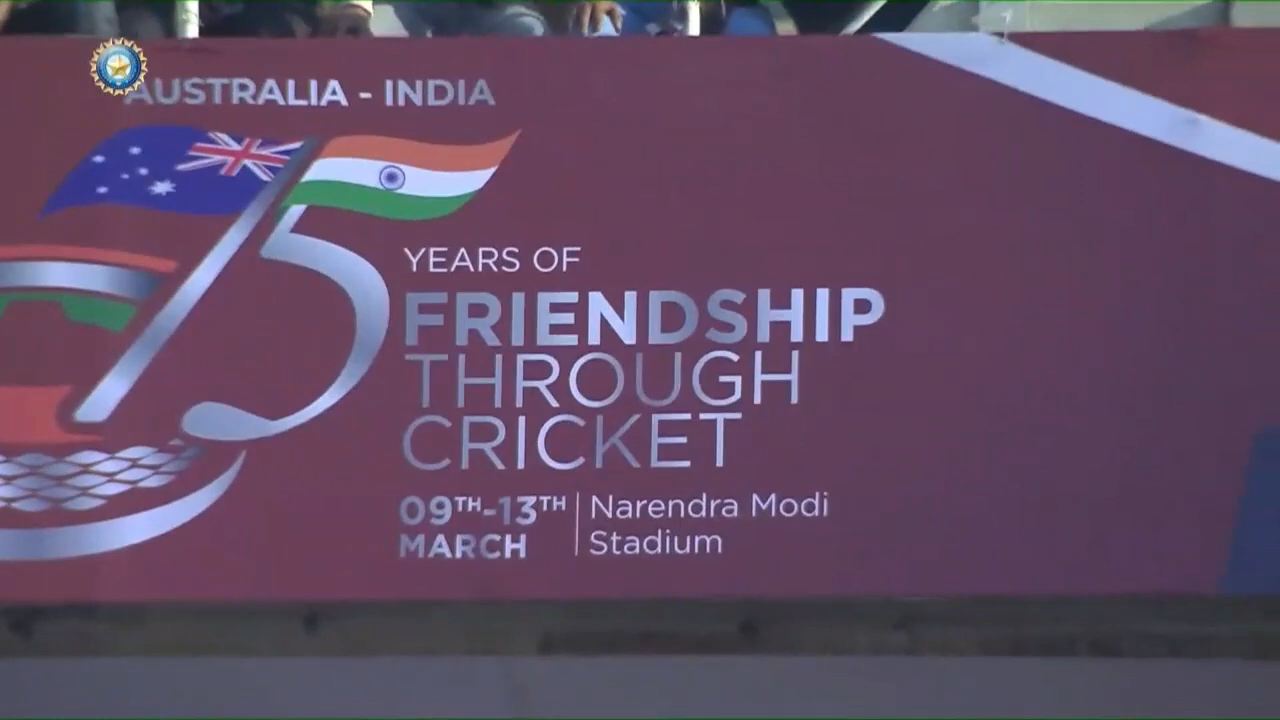 AUSTRALIA - INDIA
75
YEARS OF
FRIENDSHIP
THROUGH
CRICKET
09TH-13TH
MARCH
Narendra Modi
Stadium